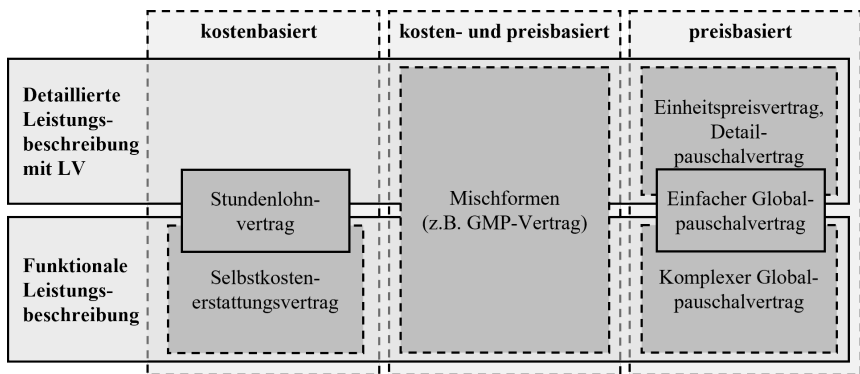 kostenbasiert
kosten- und preisbasiert
preisbasiert
Detaillierte
Leistungs-
beschreibung
mit LV
Einheitspreisvertrag,
Detail-
pauschalvertrag
Stundenlohn-
vertrag
Mischformen
(z.B. GMP-Vertrag)
Einfacher Global-
pauschalvertrag
Funktionale
Leistungs-
beschreibung
Selbstkosten-
erstattungsvertrag
Komplexer Global-
pauschalvertrag